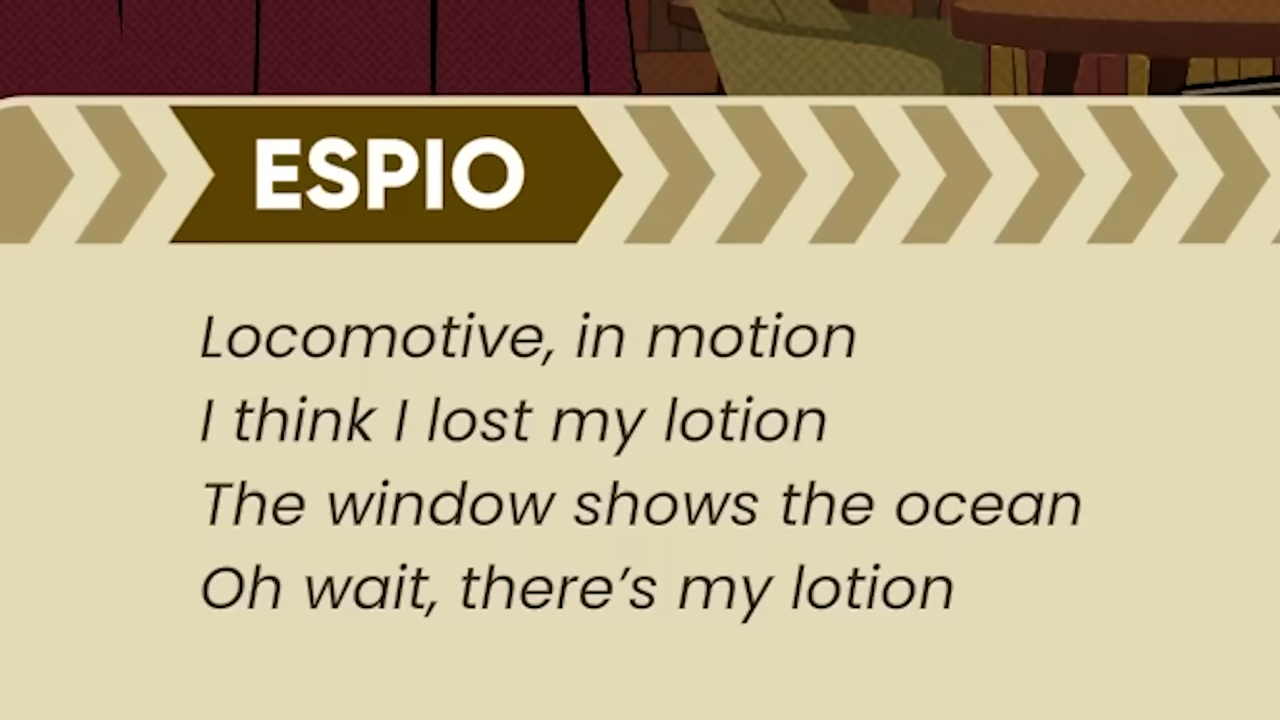 ESPIO
Locomotive, in motion
I think I lost my lotion
The window shows the ocean
Oh wait, there’s my lotion